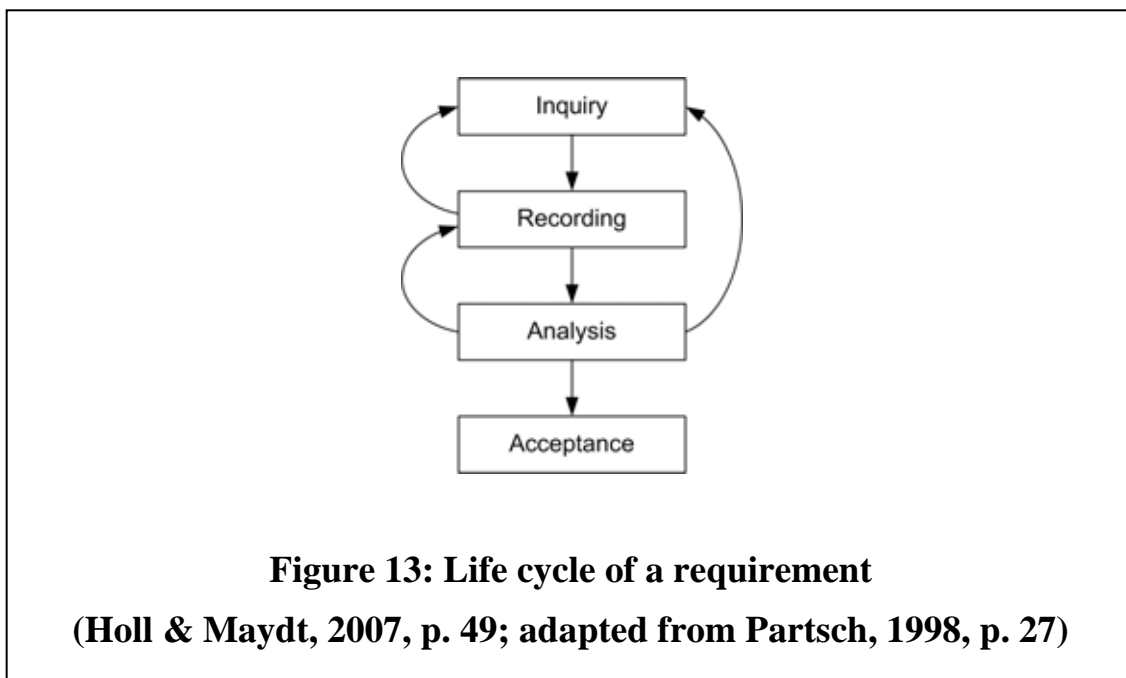 Inquiry
Recording
Analysis
Acceptance
Figure 13: Life cycle of a requirement
(Holl & Maydt, 2007, p. 49; adapted from Partsch, 1998, p. 27)